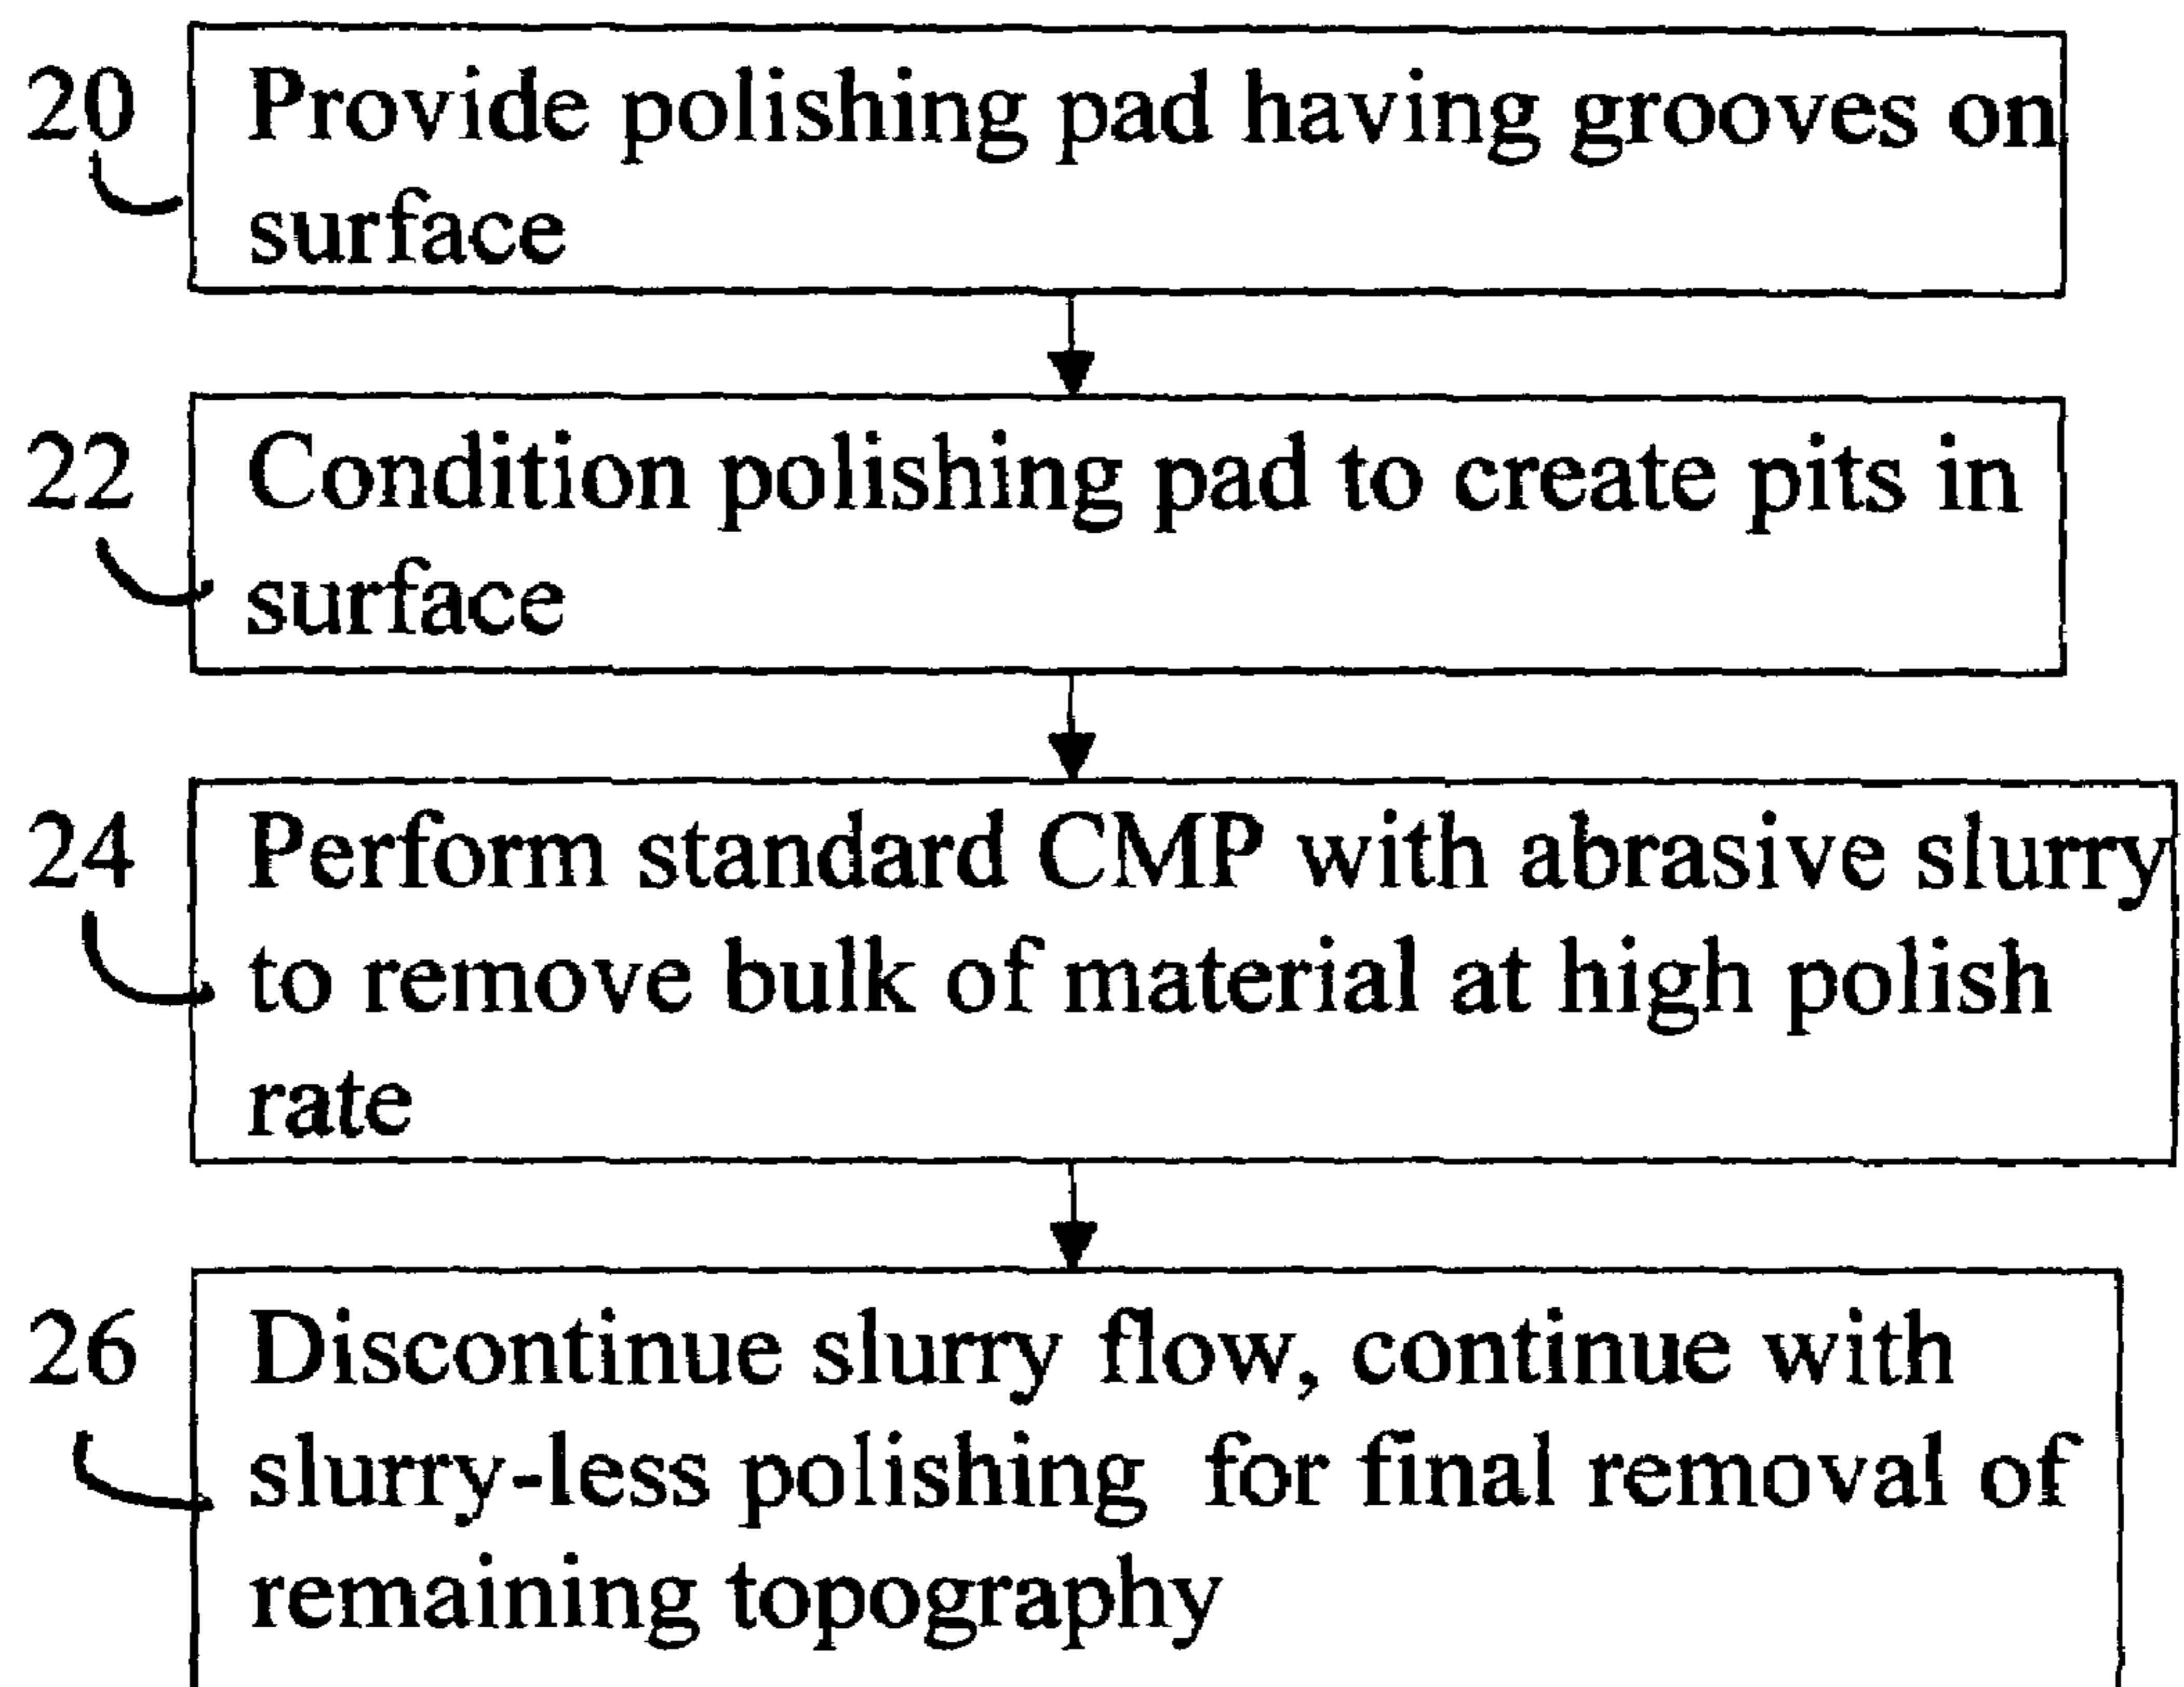 20 Provide polishing pad having grooves on
surface
22 Condition polishing pad to create pits in
surface
24 Perform standard CMP with abrasive slurry
to remove bulk of material at high polish
rate
26 Discontinue slurry flow, continue with
slurry-less polishing for final removal of
remaining topography